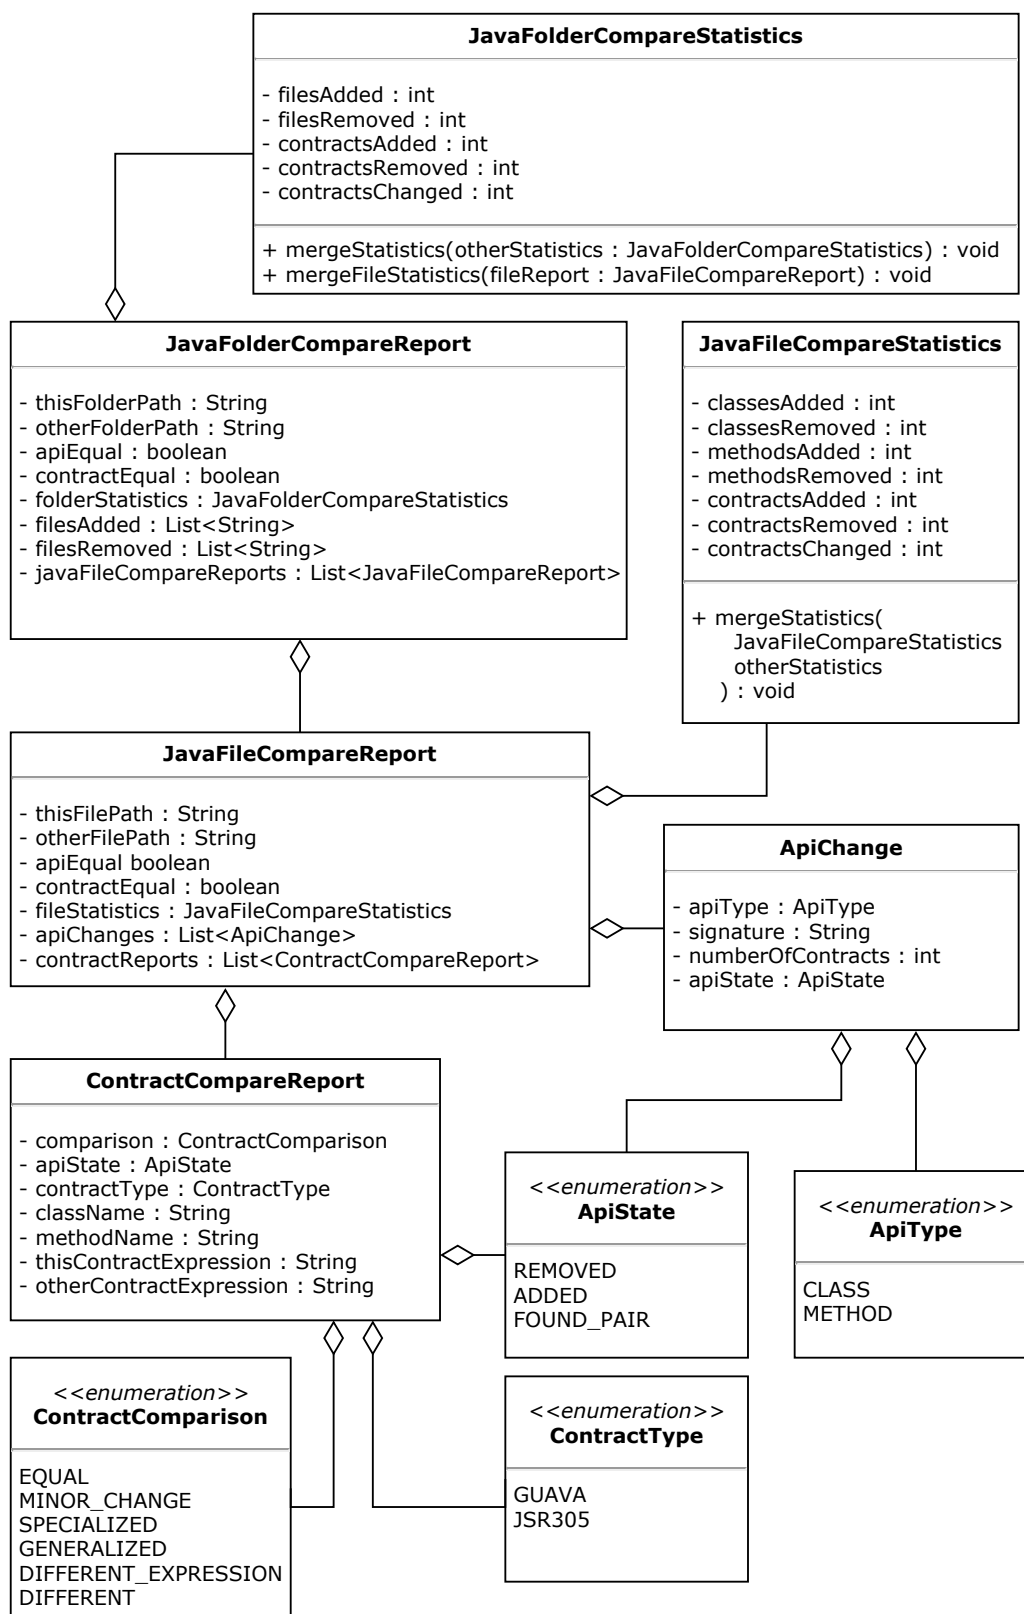 JavaFolderCompareStatistics
- filesAdded : int
- filesRemoved : int
- contractsAdded : int
- contractsRemoved : int
- contractsChanged : int
+ mergeStatistics(otherStatistics : JavaFolderCompareStatistics) : void
+ mergeFileStatistics(fileReport : JavaFileCompareReport) : void
JavaFolderCompareReport
- thisFolderPath : String
- otherFolderPath : String
- apiEqual : boolean
- contractEqual : boolean
- folderStatistics : JavaFolderCompareStatistics
- filesAdded : List<String>
- filesRemoved : List<String>
- javaFileCompareReports : List<JavaFileCompareReport>
JavaFileCompareStatistics
- classesAdded : int
- classesRemoved : int
- methodsAdded : int
- methodsRemoved : int
- contractsAdded : int
- contractsRemoved : int
- contractsChanged : int
+ mergeStatistics(
JavaFileCompareStatistics
otherStatistics
) : void
JavaFileCompareReport
- thisFilePath : String
- otherFilePath : String
- apiEqual boolean
- contractEqual : boolean
- fileStatistics : JavaFileCompareStatistics
- apiChanges : List<ApiChange>
- contractReports : List<ContractCompareReport>
ApiChange
- apiType : ApiType
- signature : String
- numberOfContracts : int
- apiState : ApiState
ContractCompareReport
- comparison : ContractComparison
- apiState : ApiState
- contractType : ContractType
- className : String
- methodName : String
- thisContractExpression : String
- otherContractExpression : String
<<enumeration>>
ApiState
REMOVED
ADDED
FOUND_PAIR
<<enumeration>>
ApiType
CLASS
METHOD
<<enumeration>>
ContractComparison
EQUAL
MINOR_CHANGE
SPECIALIZED
GENERALIZED
DIFFERENT_EXPRESSION
DIFFERENT
<<enumeration>>
ContractType
GUAVA
JSR305